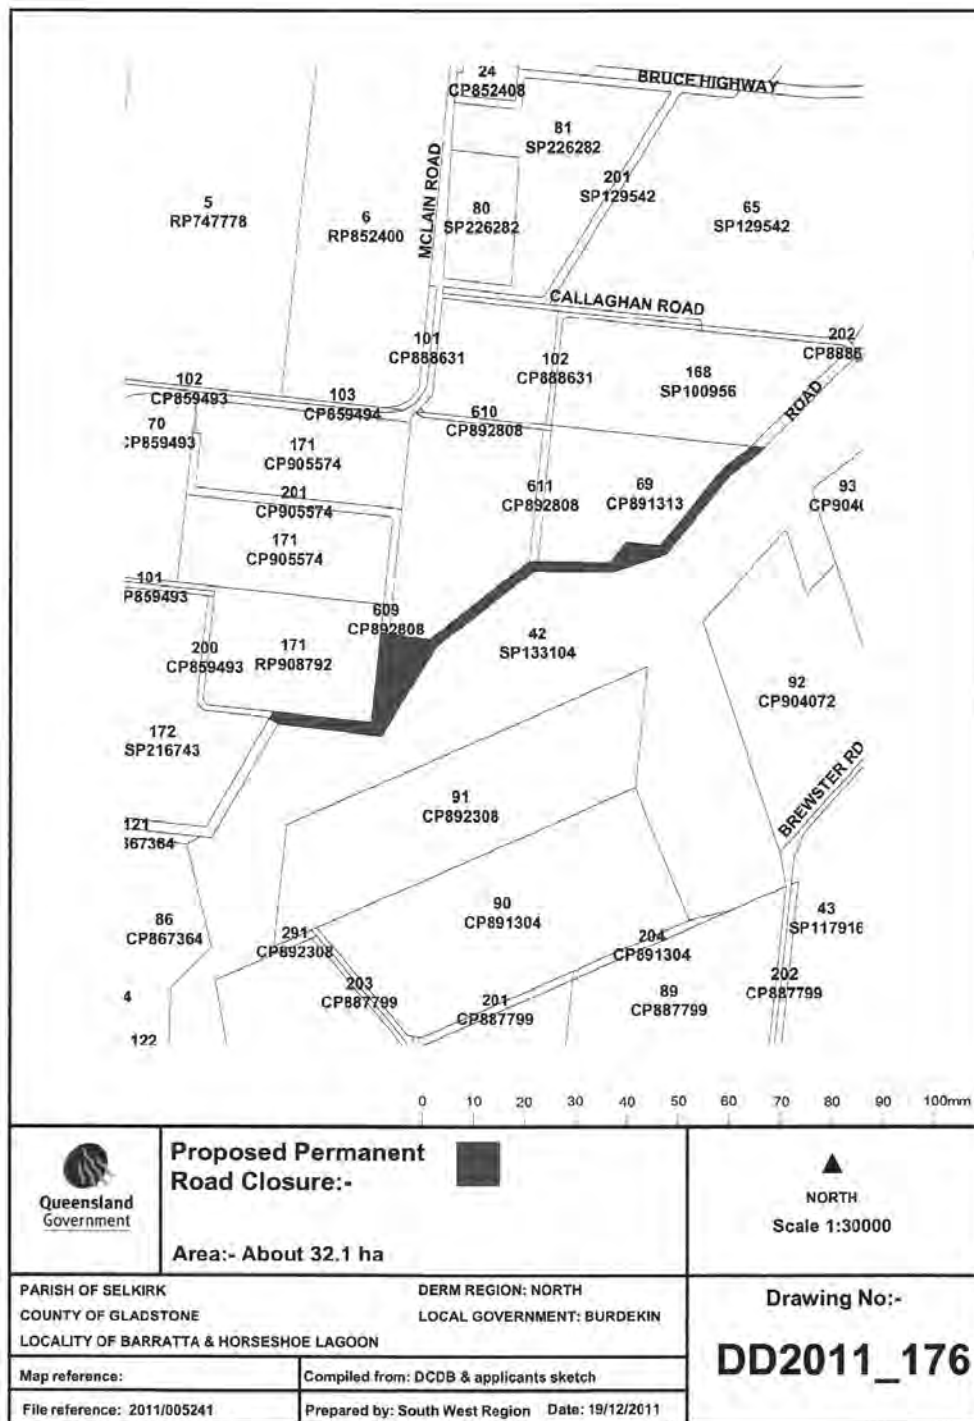 24
CP852408
BRUCE HIGHWAY
81
SP226282
MCLAIN ROAD
201
SP129542
5
RP747778
6
RP852400
80
SP226282
65
SP129542
CALLAGHAN ROAD
101
CP888631
102
CP888631
168
SP100956
202
CP8886
ROAD
102
CP859493
103
CP859494
610
CP892808
70
CP859493
171
CP905574
201
CP905574
611
CP892808
69
CP891313
93
CP904
171
CP905574
101
P859493
609
CP892808
200
CP859493
171
RP908792
42
SP133104
92
CP904072
172
SP216743
BREWSTER RD
91
CP892308
121
367364
90
CP891304
86
CP867364
291
CP892308
204
CP891304
43
SP117916
203
CP887799
201
CP887799
89
CP887799
202
CP887799
4
122
0 10 20 30 40 50 60 70 80 90 100mm
Queensland
Government
Proposed Permanent
Road Closure:-
Area:- About 32.1 ha
NORTH
Scale 1:30000
PARISH OF SELKIRK
COUNTY OF GLADSTONE
LOCALITY OF BARRATTA & HORSESHOE LAGOON
DERM REGION: NORTH
LOCAL GOVERNMENT: BURDEKIN
Map reference:
Compiled from: DCDB & applicants sketch
File reference: 2011/005241
Prepared by: South West Region Date: 19/12/2011
Drawing No:-
DD2011_176